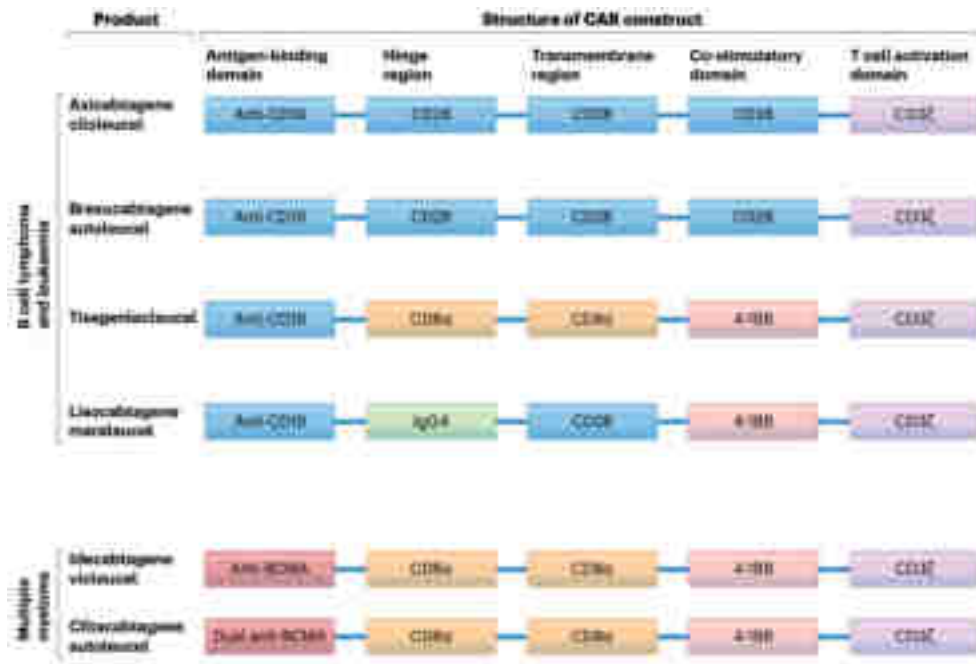 Product
Structure of CAR construct
Antigen-binding
domain
Hinge
region
Transmembrane
region
Co-stimulatory
domain
T cell activation
domain
B cell lymphoma
and leukemia
Axicabtagene
ciloleucel
Anti-CD19
CD28
CD28
CD28
CD3ζ
Brexucabtagene
autoleucel
Anti-CD19
CD28
CD28
CD28
CD3ζ
Tisagenlecleucel
Anti-CD19
CD8α
CD8α
4-1BB
CD3ζ
Lisocabtagene
maraleucel
Anti-CD19
IgG4
CD28
4-1BB
CD3ζ
Multiple
myeloma
Idecabtagene
vicleucel
Anti-BCMA
CD8α
CD8α
4-1BB
CD3ζ
Ciltacabtagene
autoleucel
Dual anti-BCMA
CD8α
CD8α
4-1BB
CD3ζ